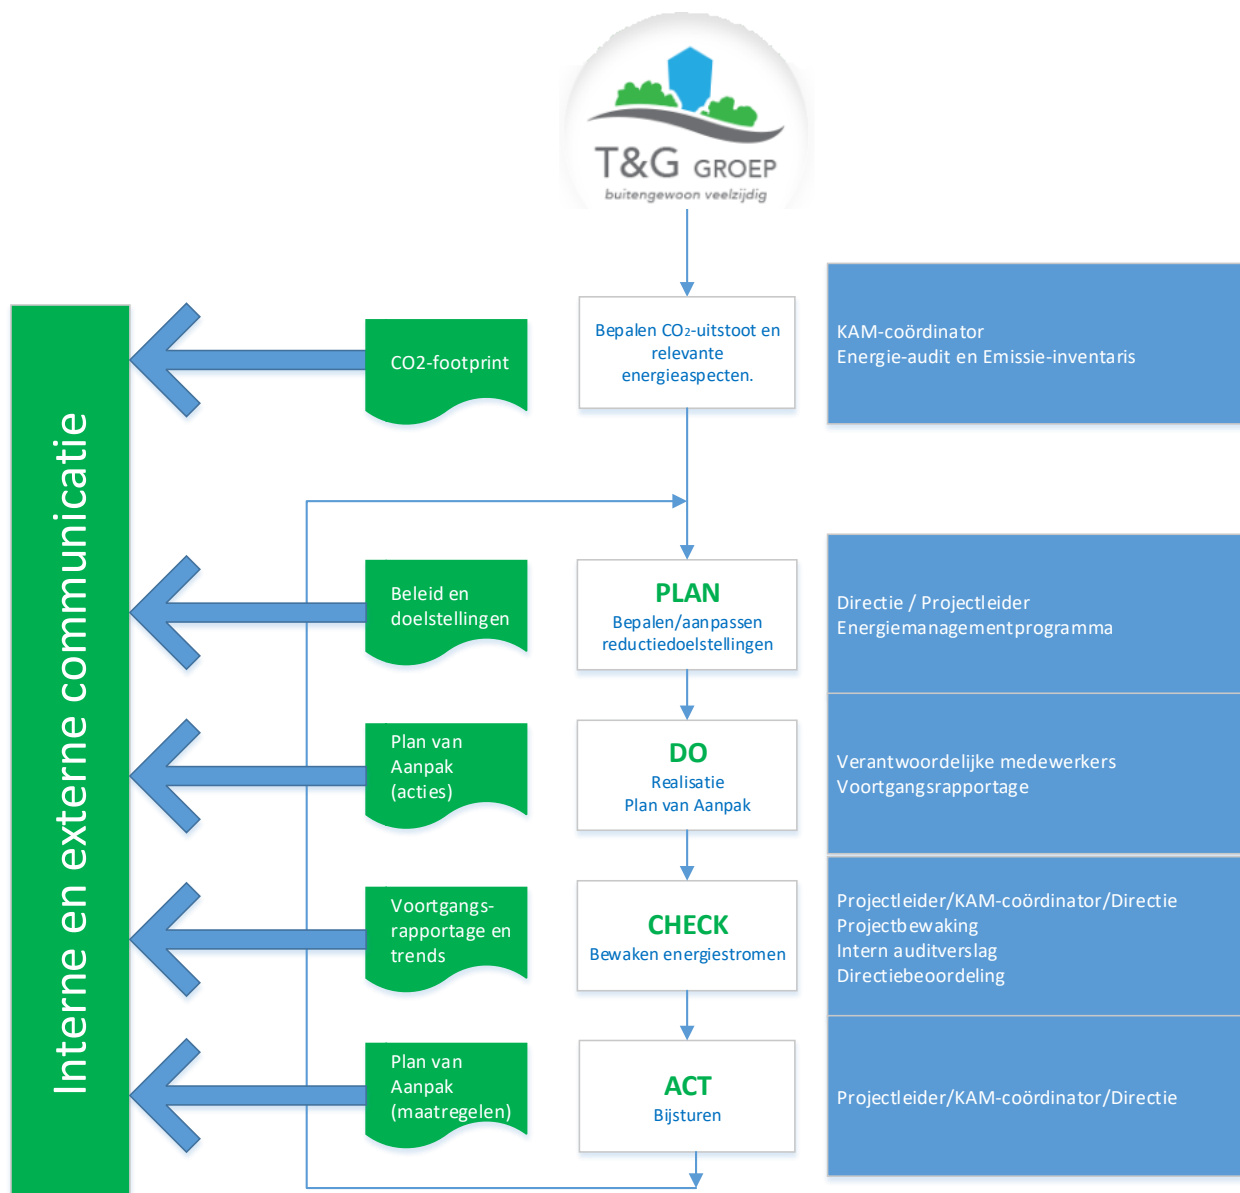 T&G GROEP
buitengewoon veelzijdig
Interne en externe communicatie
CO2-footprint
Bepalen CO₂-uitstoot en
relevante
energieaspecten.
KAM-coördinator
Energie-audit en Emissie-inventaris
Beleid en
doelstellingen
PLAN
Bepalen/aanpassen
reductiedoelstellingen
Directie / Projectleider
Energiemanagementprogramma
Plan van
Aanpak
(acties)
DO
Realisatie
Plan van Aanpak
Verantwoordelijke medewerkers
Voortgangsrapportage
Voortgangs-
rapportage en
trends
CHECK
Bewaken energiestromen
Projectleider/KAM-coördinator/Directie
Projectbewaking
Intern auditverslag
Directiebeoordeling
Plan van
Aanpak
(maatregelen)
ACT
Bijsturen
Projectleider/KAM-coördinator/Directie